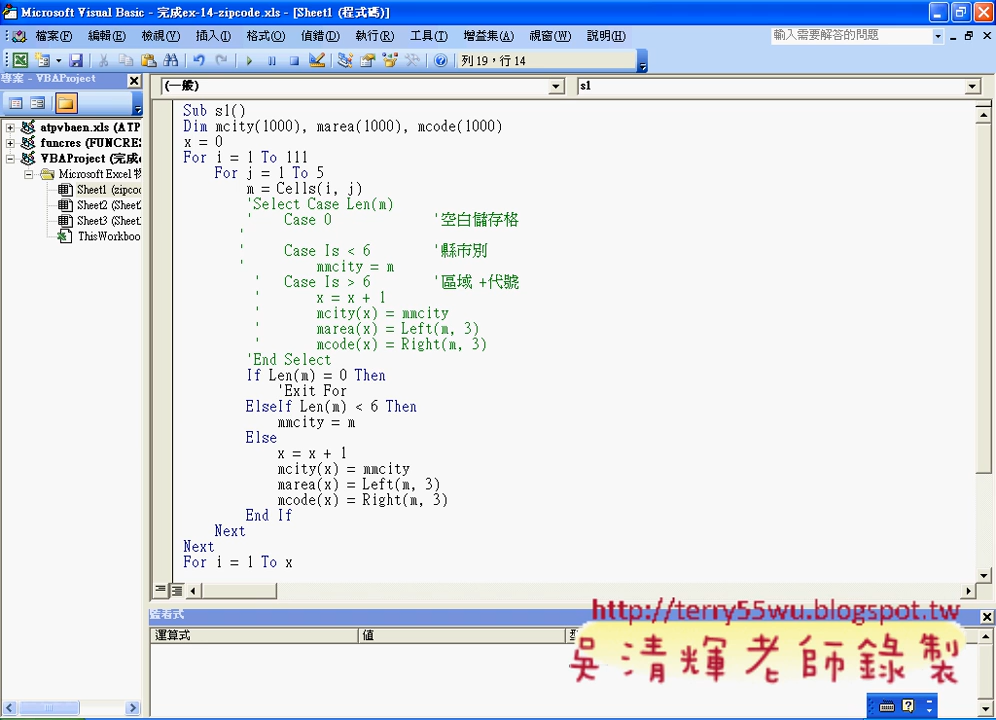 Microsoft Visual Basic - 完成ex-14-zipcode.xls - [Sheet1 (程式碼)]
檔案(F) 編輯(E) 檢視(V) 插入(I) 格式(O) 偵錯(D) 執行(R) 工具(T) 增益集(A) 視窗(W) 說明(H) 輸入需要解答的問題
列 19，行 14
專案 - VBAProject
(一般) s1
atpvbaen.xls (ATP
funcres (FUNCRES
VBAProject (完成
Microsoft Excel 物
Sheet1 (zipcod
Sheet2 (Sheet
Sheet3 (Sheet
ThisWorkboo
Sub s1()
Dim mcity(1000), marea(1000), mcode(1000)
x = 0
For i = 1 To 111
For j = 1 To 5
m = Cells(i, j)
'Select Case Len(m)
' Case 0 '空白儲存格
'
' Case Is < 6 '縣市別
' mmcity = m
' Case Is > 6 '區域 +代號
' x = x + 1
' mcity(x) = mmcity
' marea(x) = Left(m, 3)
' mcode(x) = Right(m, 3)
'End Select
If Len(m) = 0 Then
'Exit For
ElseIf Len(m) < 6 Then
mmcity = m
Else
x = x + 1
mcity(x) = mmcity
marea(x) = Left(m, 3)
mcode(x) = Right(m, 3)
End If
Next
Next
For i = 1 To x
監看式
運算式 值 型
http://terry55wu.blogspot.tw
吳清輝老師錄製